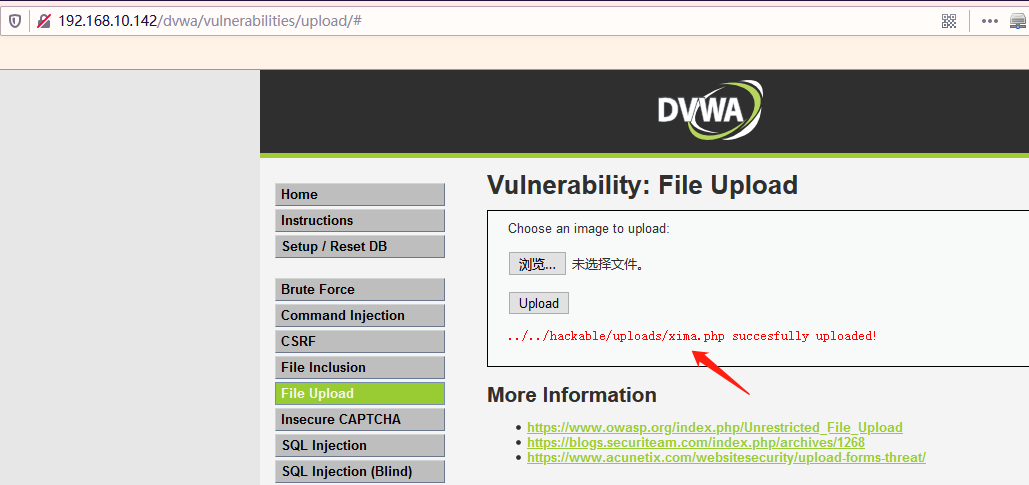 192.168.10.142/dvwa/vulnerabilities/upload/#
DVWA
Home
Instructions
Setup / Reset DB
Brute Force
Command Injection
CSRF
File Inclusion
File Upload
Insecure CAPTCHA
SQL Injection
SQL Injection (Blind)
Vulnerability: File Upload
Choose an image to upload:
浏览... 未选择文件。
Upload
../../hackable/uploads/xima.php succesfully uploaded!
More Information
https://www.owasp.org/index.php/Unrestricted_File_Upload
https://blogs.securiteam.com/index.php/archives/1268
https://www.acunetix.com/websitesecurity/upload-forms-threat/